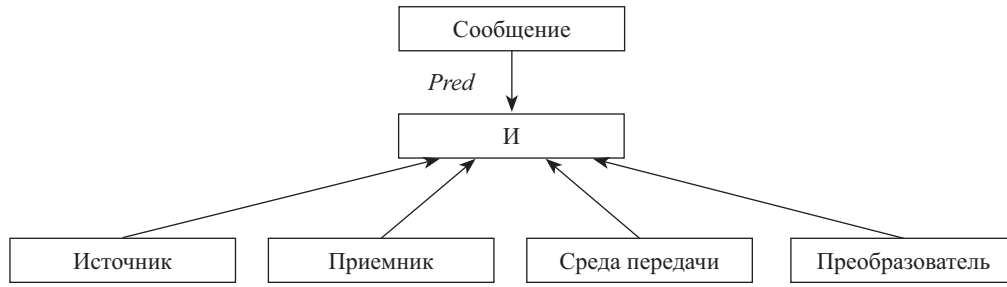 Сообщение
Pred
И
Источник
Приемник
Среда передачи
Преобразователь